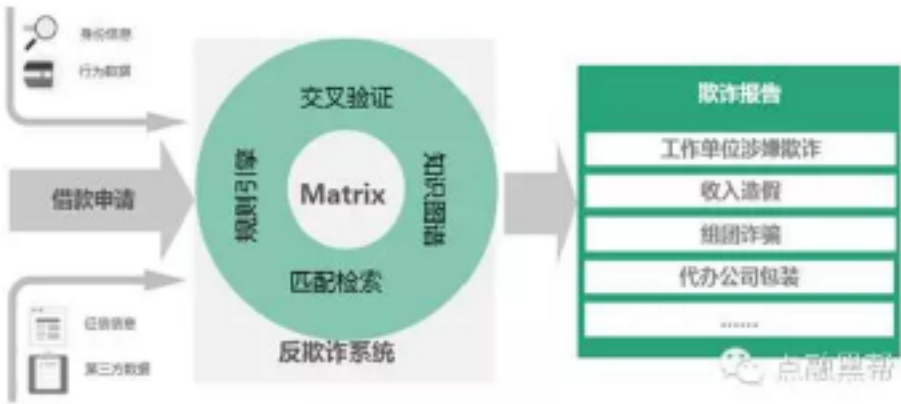 身份信息
行为数据
借款申请
征信信息
第三方数据
交叉验证
规则引擎
Matrix
知识图谱
匹配检索
反欺诈系统
欺诈报告
工作单位涉嫌欺诈
收入造假
组团诈骗
代办公司包装
......
点融黑帮